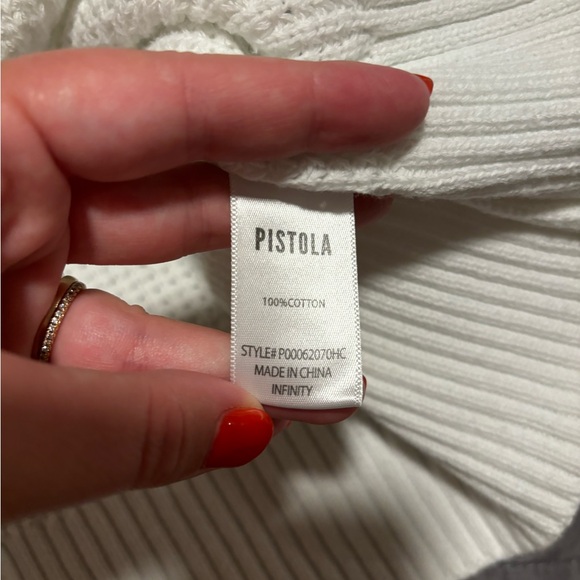 PISTOLA
100%COTTON
STYLE# P00062070HC
MADE IN CHINA
INFINITY